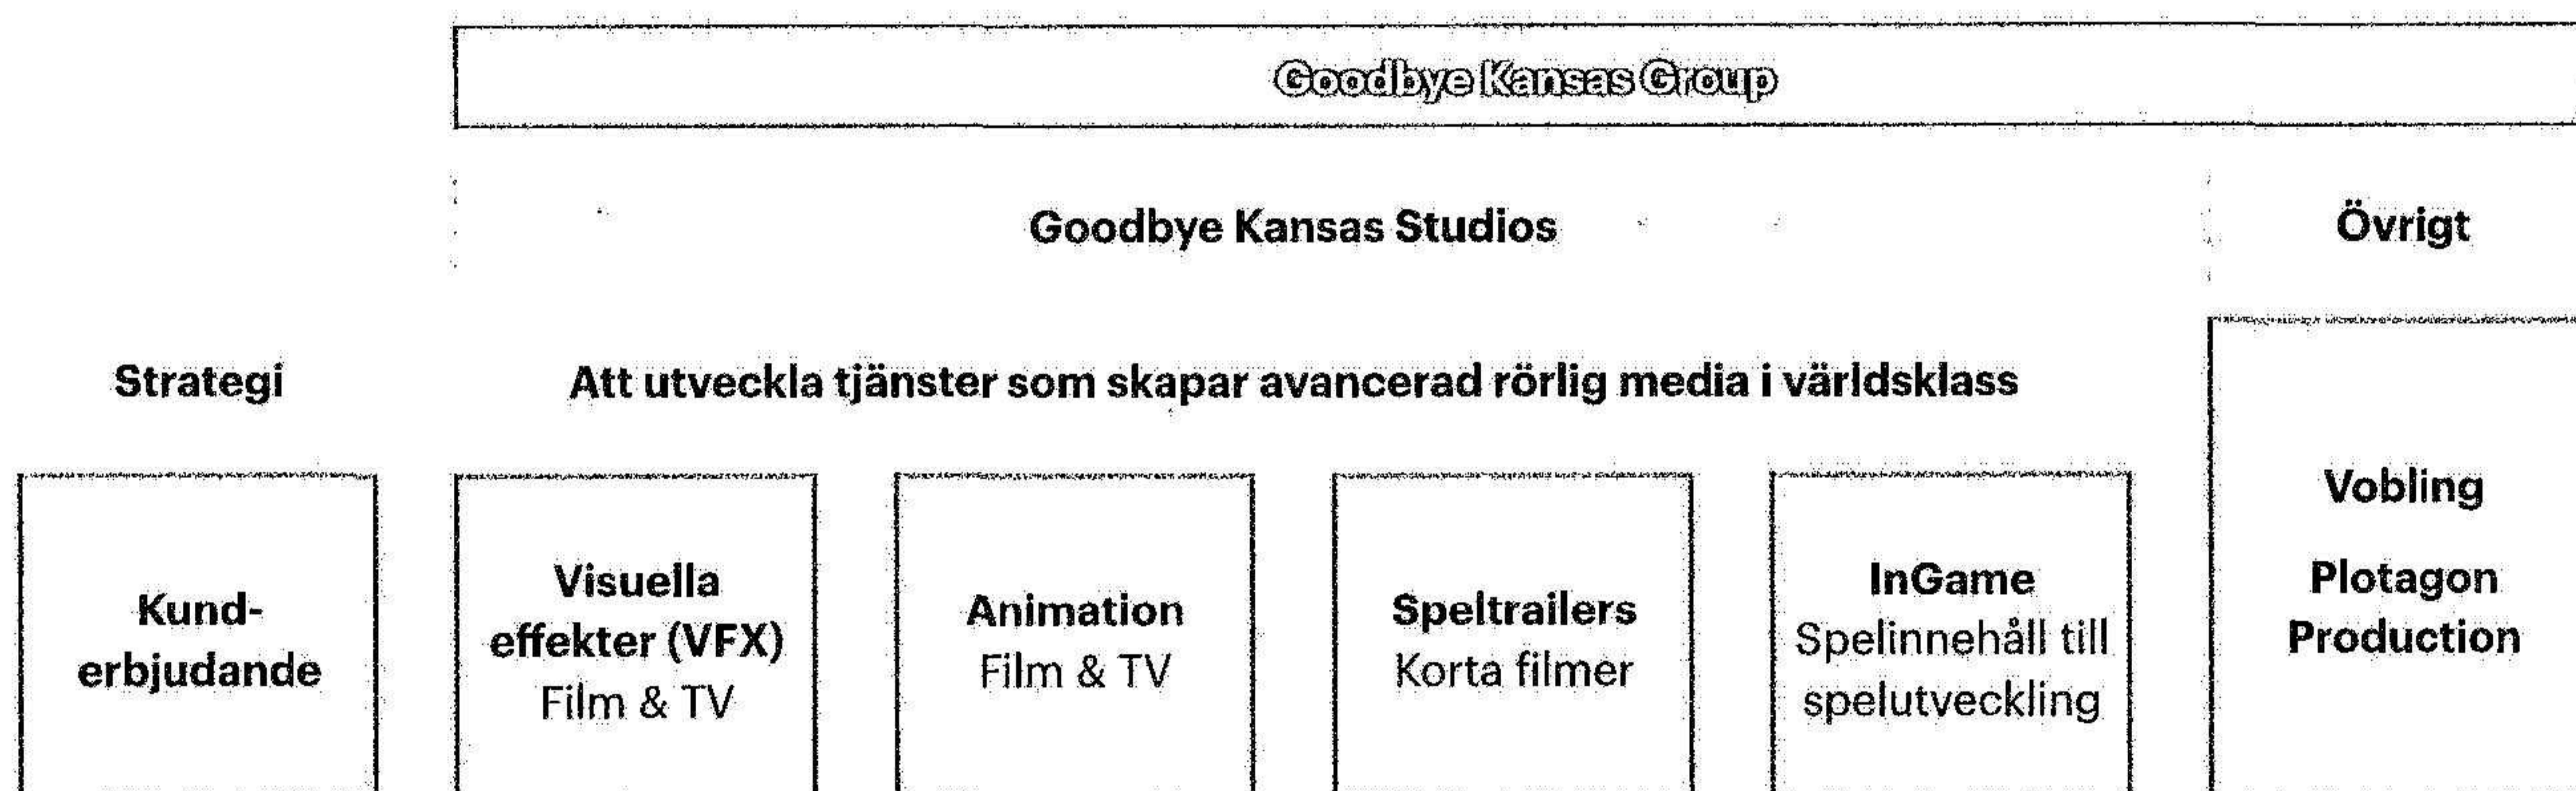 Goodbye Kansas Group
Goodbye Kansas Studios
Övrigt
Strategi
Att utveckla tjänster som skapar avancerad rörlig media i världsklass
Kund-
erbjudande
Visuella
effekter (VFX)
Film & TV
Animation
Film & TV
Speltrailers
Korta filmer
InGame
Spelinnehåll till
spelutveckling
Vobling
Plotagon
Production